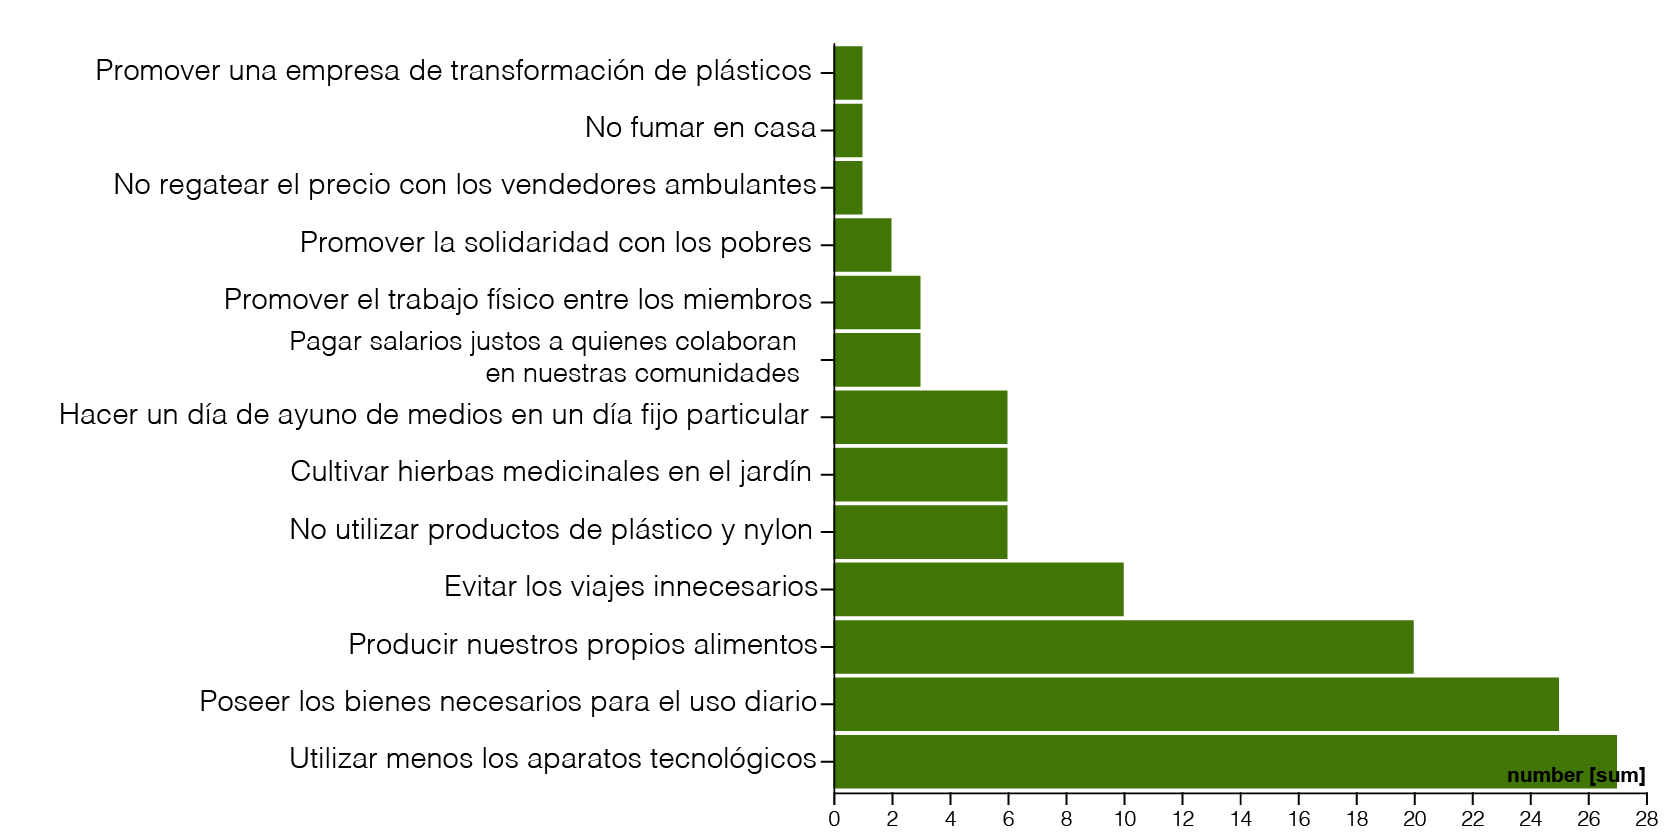 Promover una empresa de transformación de plásticos
No fumar en casa
No regatear el precio con los vendedores ambulantes
Promover la solidaridad con los pobres
Promover el trabajo físico entre los miembros
Pagar salarios justos a quienes colaboran
en nuestras comunidades
Hacer un día de ayuno de medios en un día fijo particular
Cultivar hierbas medicinales en el jardín
No utilizar productos de plástico y nylon
Evitar los viajes innecesarios
Producir nuestros propios alimentos
Poseer los bienes necesarios para el uso diario
Utilizar menos los aparatos tecnológicos
number [sum]
0 2 4 6 8 10 12 14 16 18 20 22 24 26 28